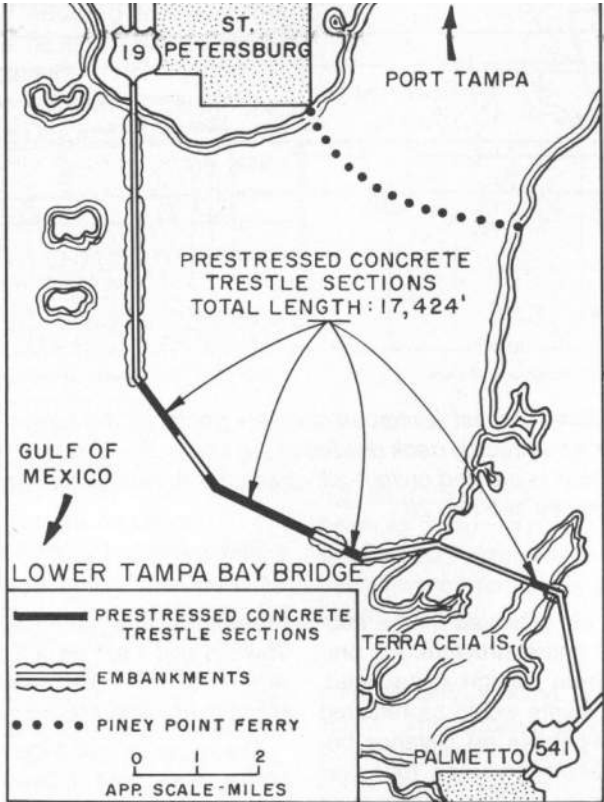 ST.
PETERSBURG
19
PORT TAMPA
PRESTRESSED CONCRETE
TRESTLE SECTIONS
TOTAL LENGTH: 17,424'
GULF OF
MEXICO
LOWER TAMPA BAY BRIDGE
PRESTRESSED CONCRETE
TRESTLE SECTIONS
EMBANKMENTS
PINEY POINT FERRY
0 1 2
APP. SCALE-MILES
TERRA CEIA IS.
PALMETTO
541